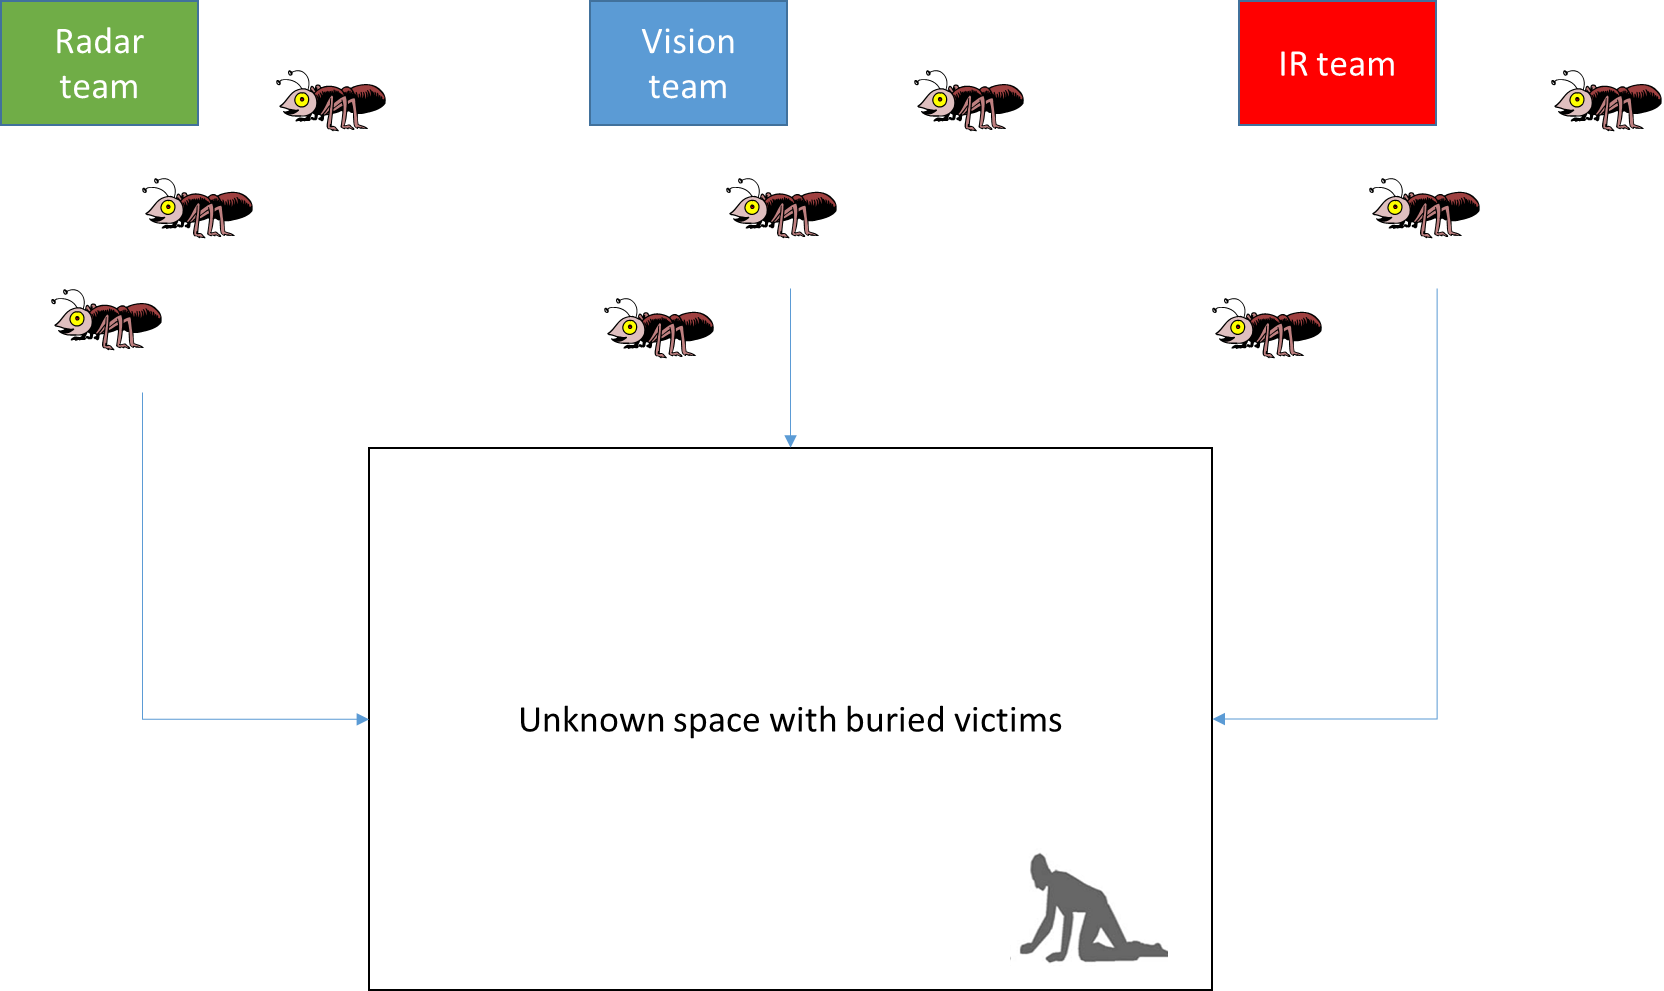 Radar
team
Vision
team
IR team
Unknown space with buried victims